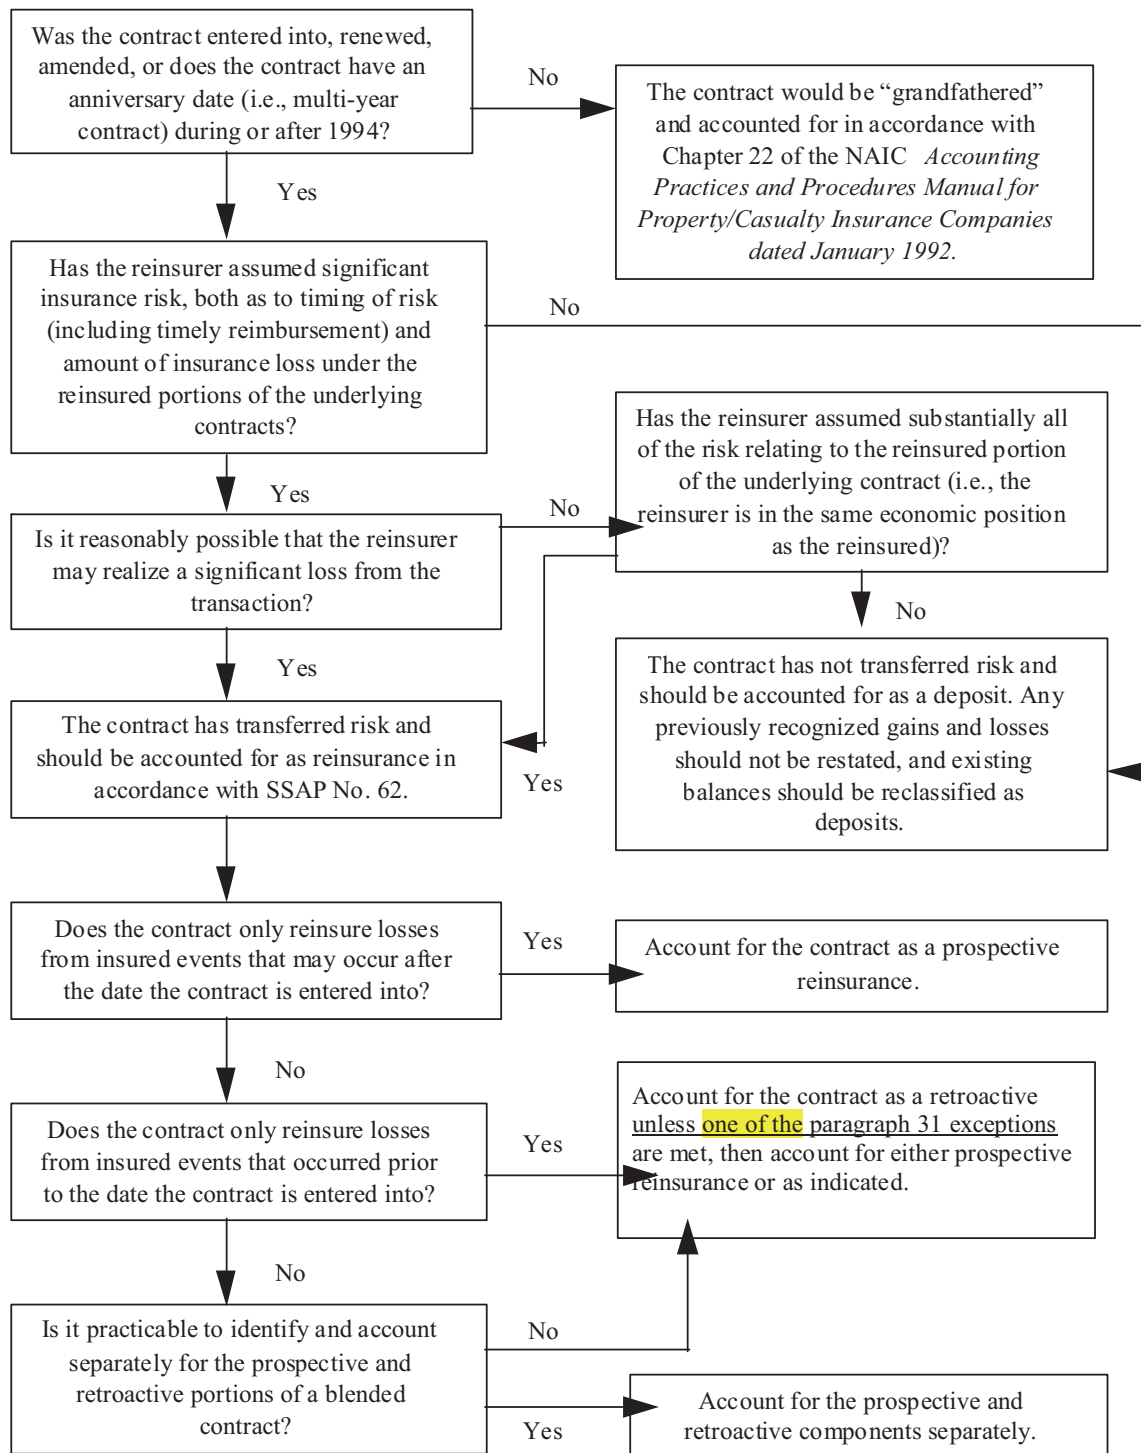 Was the contract entered into, renewed,
amended, or does the contract have an
anniversary date (i.e., multi-year
contract) during or after 1994?
No
The contract would be “grandfathered”
and accounted for in accordance with
Chapter 22 of the NAIC Accounting
Practices and Procedures Manual for
Property/Casualty Insurance Companies
dated January 1992.
Yes
Has the reinsurer assumed significant
insurance risk, both as to timing of risk
(including timely reimbursement) and
amount of insurance loss under the
reinsured portions of the underlying
contracts?
No
Has the reinsurer assumed substantially all
of the risk relating to the reinsured portion
of the underlying contract (i.e., the
reinsurer is in the same economic position
as the reinsured)?
Yes
Is it reasonably possible that the reinsurer
may realize a significant loss from the
transaction?
No
No
Yes
The contract has transferred risk and
should be accounted for as reinsurance in
accordance with SSAP No. 62.
Yes
The contract has not transferred risk and
should be accounted for as a deposit. Any
previously recognized gains and losses
should not be restated, and existing
balances should be reclassified as
deposits.
Does the contract only reinsure losses
from insured events that may occur after
the date the contract is entered into?
Yes
Account for the contract as a prospective
reinsurance.
No
Does the contract only reinsure losses
from insured events that occurred prior
to the date the contract is entered into?
Yes
Account for the contract as a retroactive
unless one of the paragraph 31 exceptions
are met, then account for either prospective
reinsurance or as indicated.
No
Is it practicable to identify and account
separately for the prospective and
retroactive portions of a blended
contract?
No
Yes
Account for the prospective and
retroactive components separately.